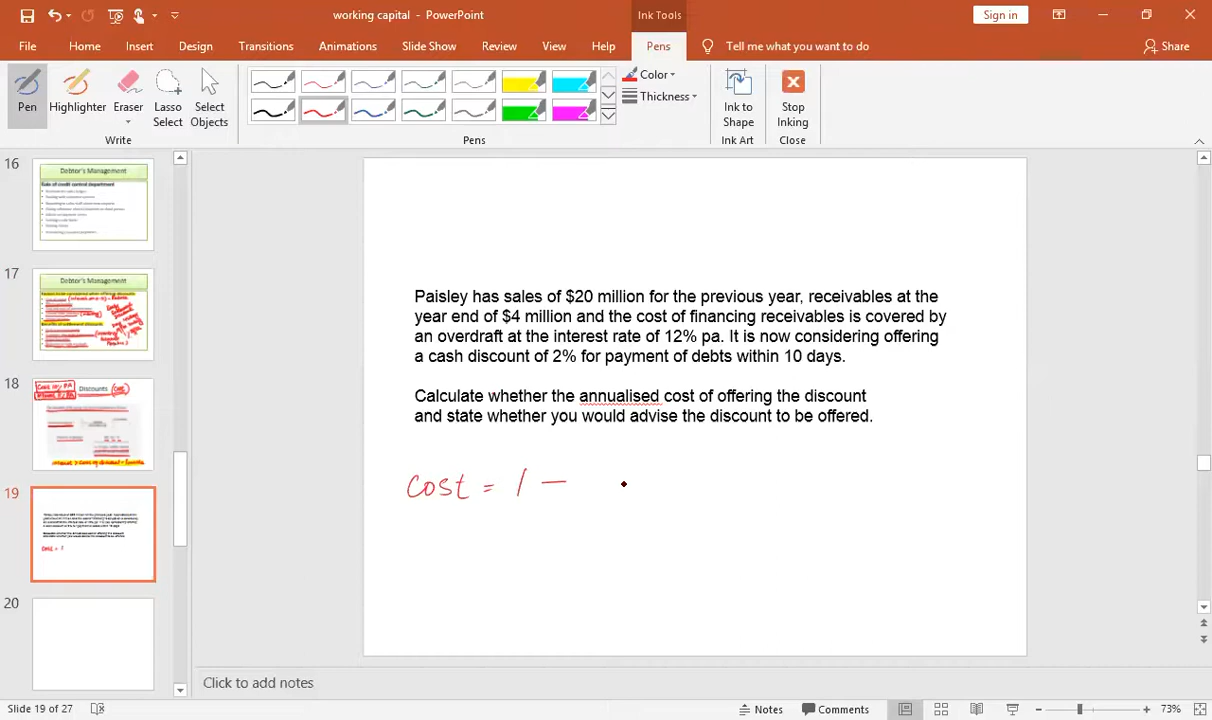 working capital - PowerPoint
Ink Tools
Sign in
File Home Insert Design Transitions Animations Slide Show Review View Help Pens Tell me what you want to do Share
Pen Highlighter Eraser Lasso Select Select Objects
Color
Thickness
Ink to Shape
Stop Inking
Write Pens Ink Art Close
16
Debtor's Management
17
Debtor's Management
18
Discounts
19
20
Paisley has sales of $20 million for the previous year, receivables at the
year end of $4 million and the cost of financing receivables is covered by
an overdraft at the interest rate of 12% pa. It is now considering offering
a cash discount of 2% for payment of debts within 10 days.
Calculate whether the annualised cost of offering the discount
and state whether you would advise the discount to be offered.
Cost = 1 —
Click to add notes
Slide 19 of 27 Notes Comments 73%